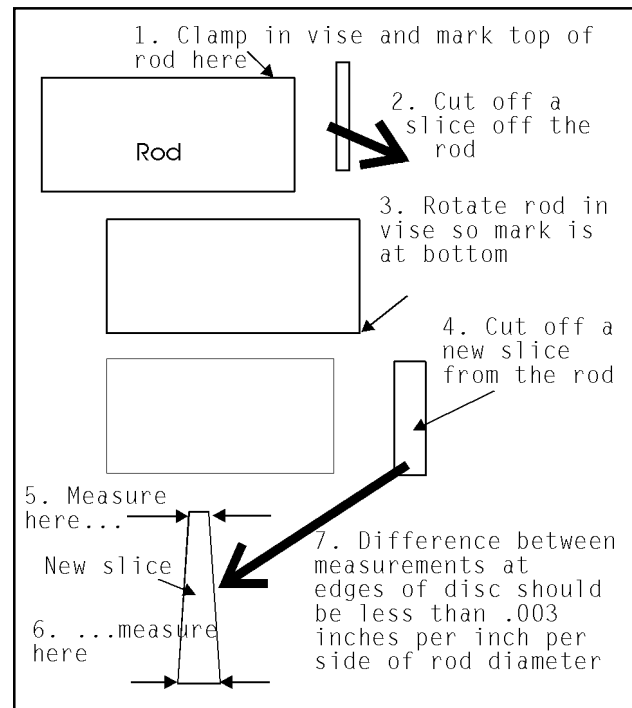 1. Clamp in vise and mark top of
rod here
Rod
2. Cut off a
slice off the
rod
3. Rotate rod in
vise so mark is
at bottom
4. Cut off a
new slice
from the rod
5. Measure
here...
New slice
6. ...measure
here
7. Difference between
measurements at
edges of disc should
be less than .003
inches per inch per
side of rod diameter